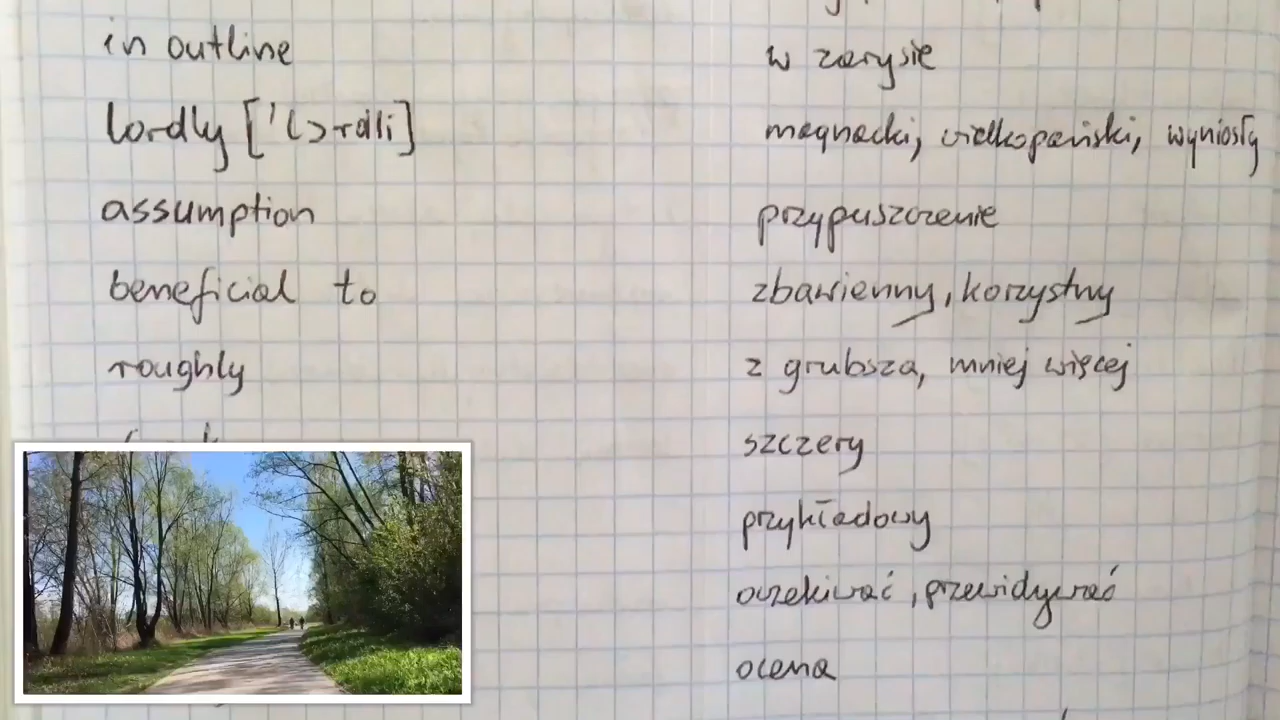 in outline w zarysie
lordly ['lɔrdli] magnacki, wielkopański, wyniosły
assumption przypuszczenie
beneficial to zbawienny, korzystny
roughly z grubsza, mniej więcej
szczery
przykładowy
oczekiwać, przewidywać
ocena